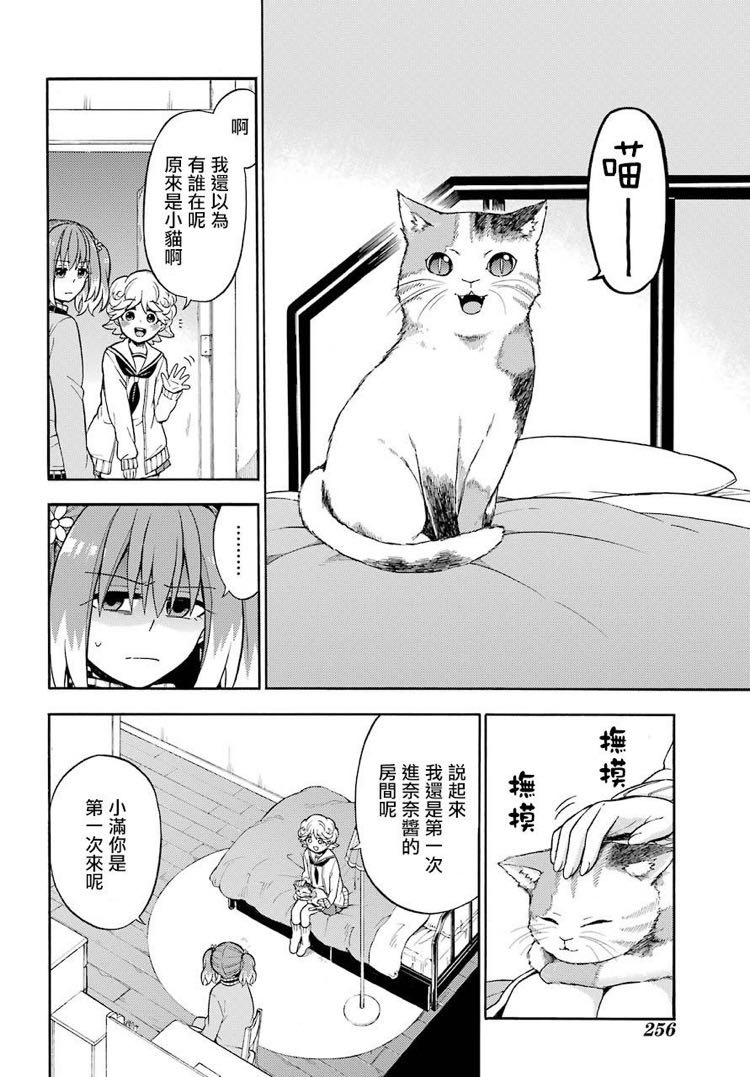 喵——
啊
我還以為
有誰在呢
原來是小貓啊
………
撫摸
撫摸
說起來
我還是第一次
進奈奈醬的
房間呢
小滿你是
第一次來呢
256